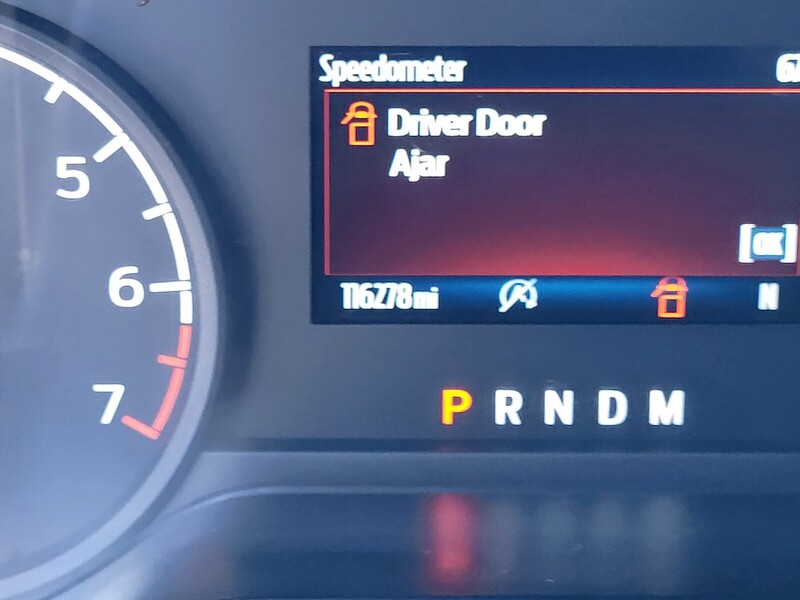 Speedometer
Driver Door
Ajar
[OK]
116278 mi
N
P R N D M
5
6
7